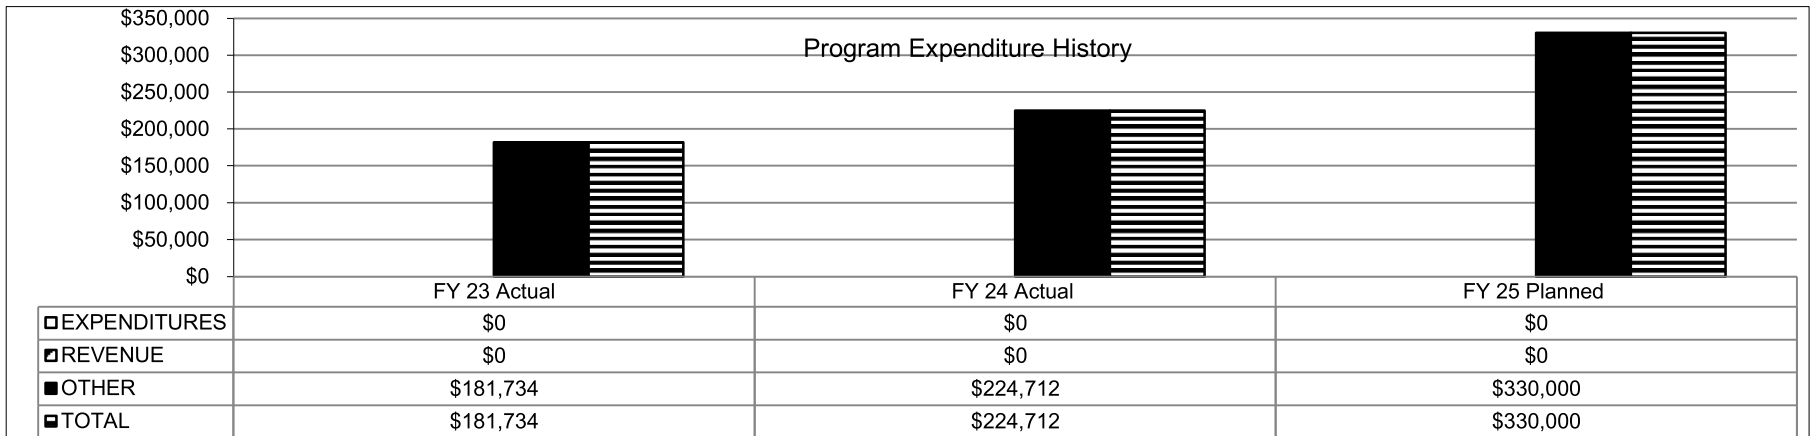 Program Expenditure History
$350,000
$300,000
$250,000
$200,000
$150,000
$100,000
$50,000
$0
FY 23 Actual FY 24 Actual FY 25 Planned
EXPENDITURES $0 $0 $0
REVENUE $0 $0 $0
OTHER $181,734 $224,712 $330,000
TOTAL $181,734 $224,712 $330,000